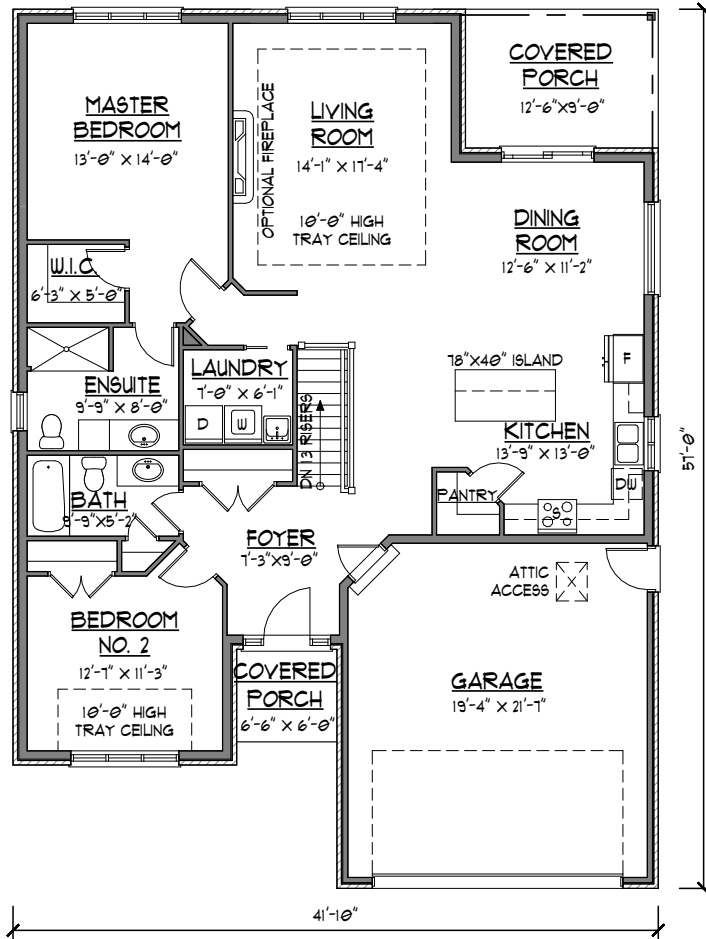 COVERED
PORCH
12'-6"X9'-0"
MASTER
BEDROOM
13'-0" X 14'-0"
OPTIONAL FIREPLACE
LIVING
ROOM
14'-1" X 17'-4"
10'-0" HIGH
TRAY CEILING
DINING
ROOM
12'-6" X 11'-2"
W.I.C.
6'-3" X 5'-0"
ENSUITE
9'-9" X 8'-0"
LAUNDRY
7'-0" X 6'-1"
D
W
DN 13 RISERS
78"X40" ISLAND
F
KITCHEN
13'-9" X 13'-0"
DW
PANTRY
S
57'-0"
BATH
9'-9"X5'-2"
FOYER
7'-3"X9'-0"
ATTIC
ACCESS
BEDROOM
NO. 2
12'-7" X 11'-3"
10'-0" HIGH
TRAY CEILING
COVERED
PORCH
6'-6" X 6'-0"
GARAGE
19'-4" X 21'-7"
41'-10"